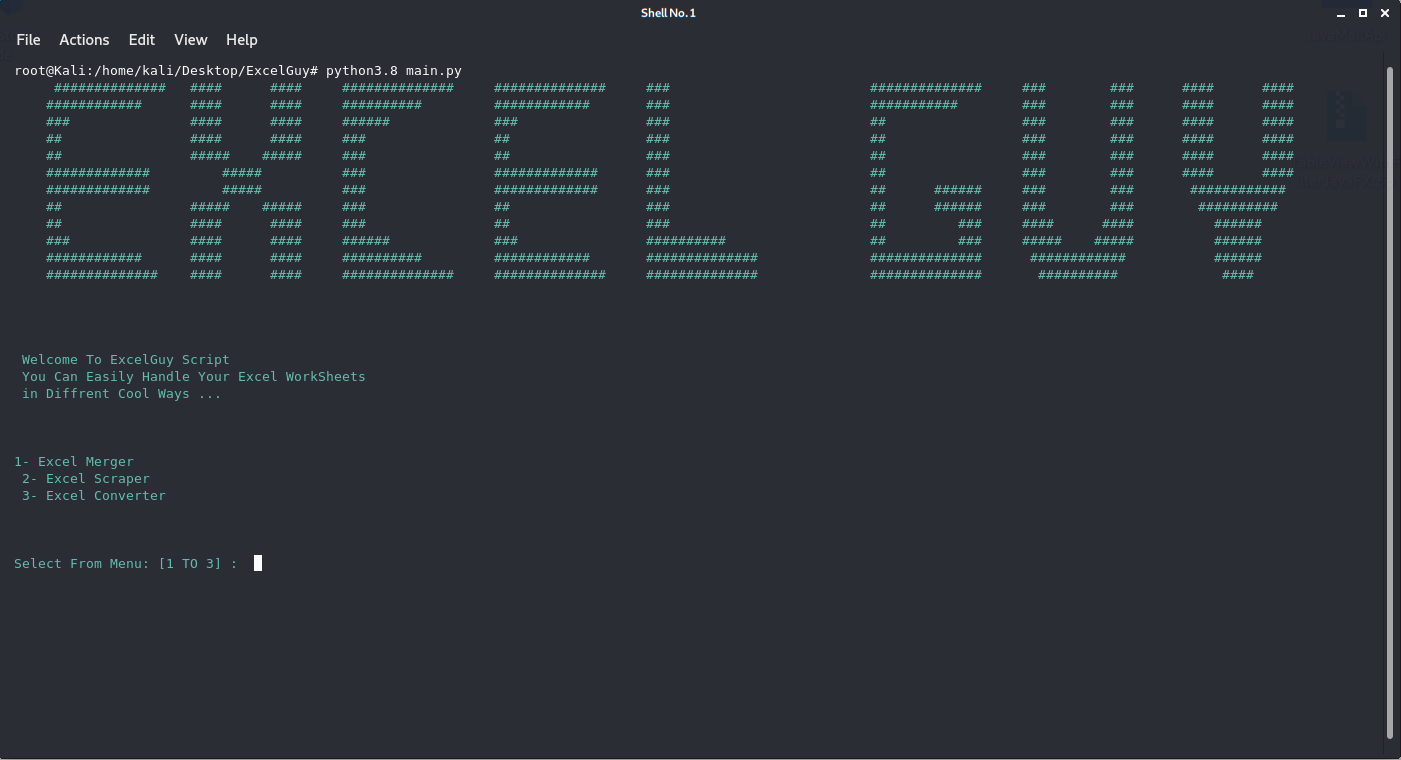 Shell No. 1
File Actions Edit View Help
root@Kali:/home/kali/Desktop/ExcelGuy# python3.8 main.py
EXCEL GUY
Welcome To ExcelGuy Script
You Can Easily Handle Your Excel WorkSheets
in Diffrent Cool Ways ...
1- Excel Merger
2- Excel Scraper
3- Excel Converter
Select From Menu: [1 TO 3] :